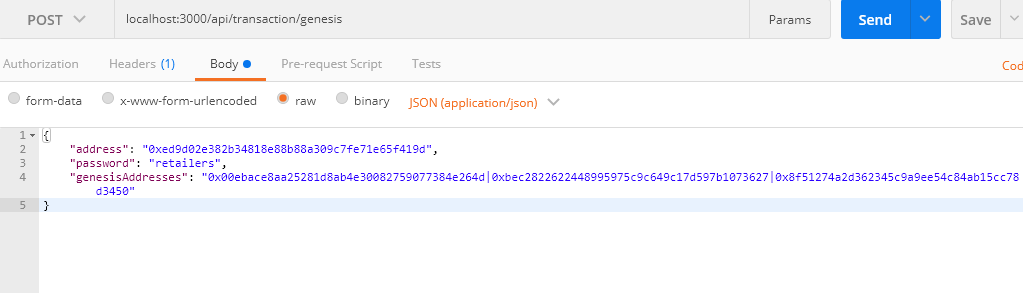 POST localhost:3000/api/transaction/genesis Params Send Save
Authorization Headers (1) Body Pre-request Script Tests Cod
form-data x-www-form-urlencoded raw binary JSON (application/json)
1 {
2 "address": "0xed9d02e382b34818e88b88a309c7fe71e65f419d",
3 "password": "retailers",
4 "genesisAddresses": "0x00ebace8aa25281d8ab4e30082759077384e264d|0xbec2822622448995975c9c649c17d597b1073627|0x8f51274a2d362345c9a9ee54c84ab15cc78
d3450"
5 }